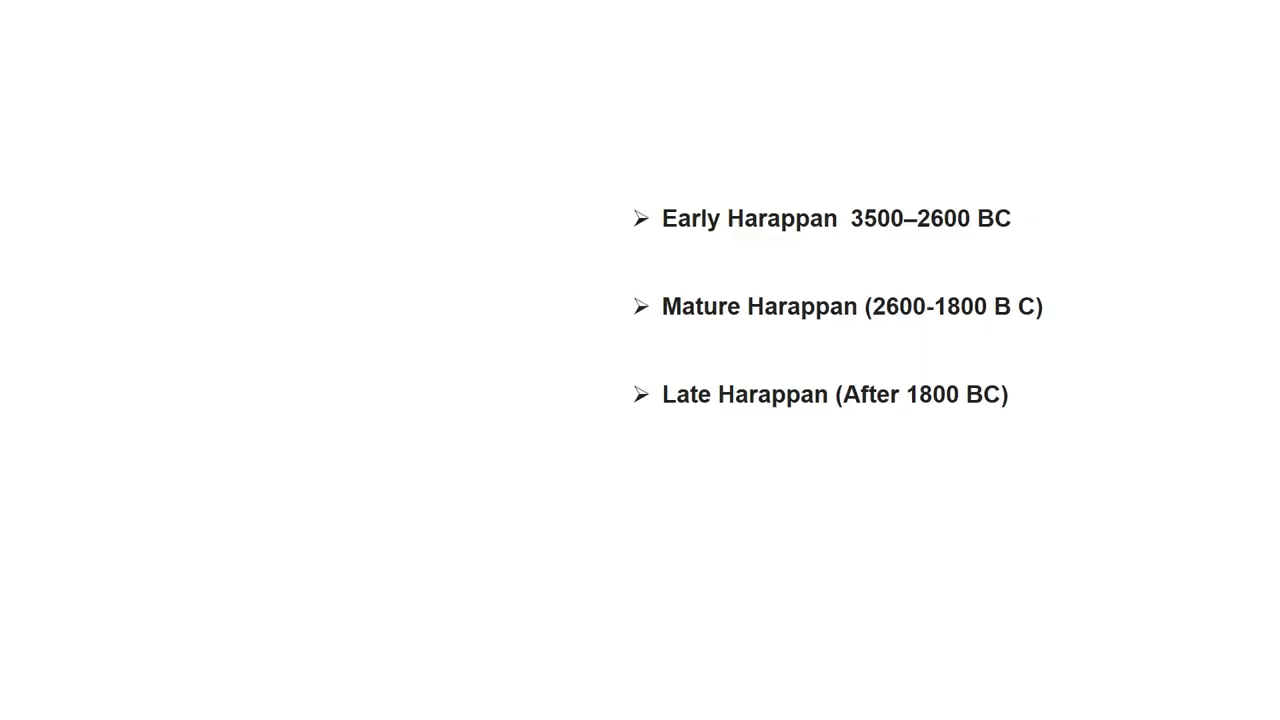 ➢ Early Harappan  3500–2600 BC
➢ Mature Harappan (2600-1800 B C)
➢ Late Harappan (After 1800 BC)